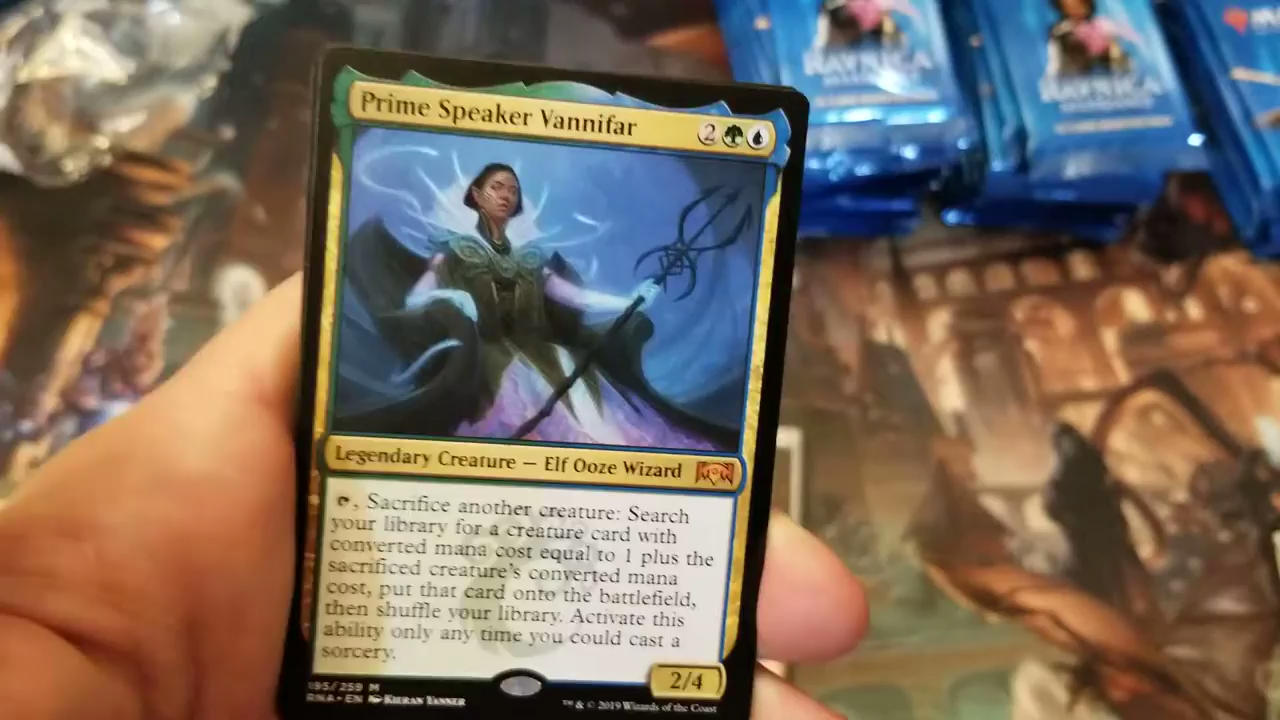 RAVNICA
RAVNICA
Prime Speaker Vannifar
2
Legendary Creature — Elf Ooze Wizard
, Sacrifice another creature: Search
your library for a creature card with
converted mana cost equal to 1 plus the
sacrificed creature's converted mana
cost, put that card onto the battlefield,
then shuffle your library. Activate this
ability only any time you could cast a
sorcery.
2/4
195/259 M
RNA • EN KIERAN YANNER
™ & © 2019 Wizards of the Coast